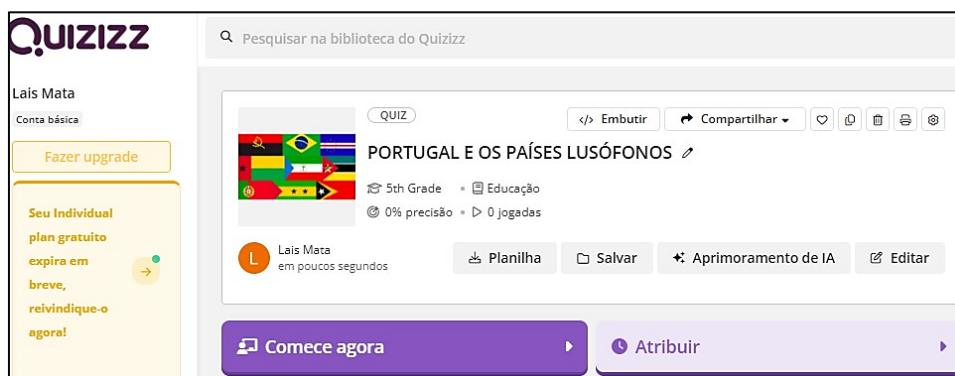 QUIZIZZ
Pesquisar na biblioteca do Quizizz
Lais Mata
Conta básica
Fazer upgrade
Seu Individual
plan gratuito
expira em
breve,
reivindique-o
agora!
QUIZ
</> Embutir
Compartilhar
PORTUGAL E OS PAÍSES LUSÓFONOS
5th Grade • Educação
0% precisão • 0 jogadas
L
Lais Mata
em poucos segundos
Planilha
Salvar
Aprimoramento de IA
Editar
Comece agora
Atribuir